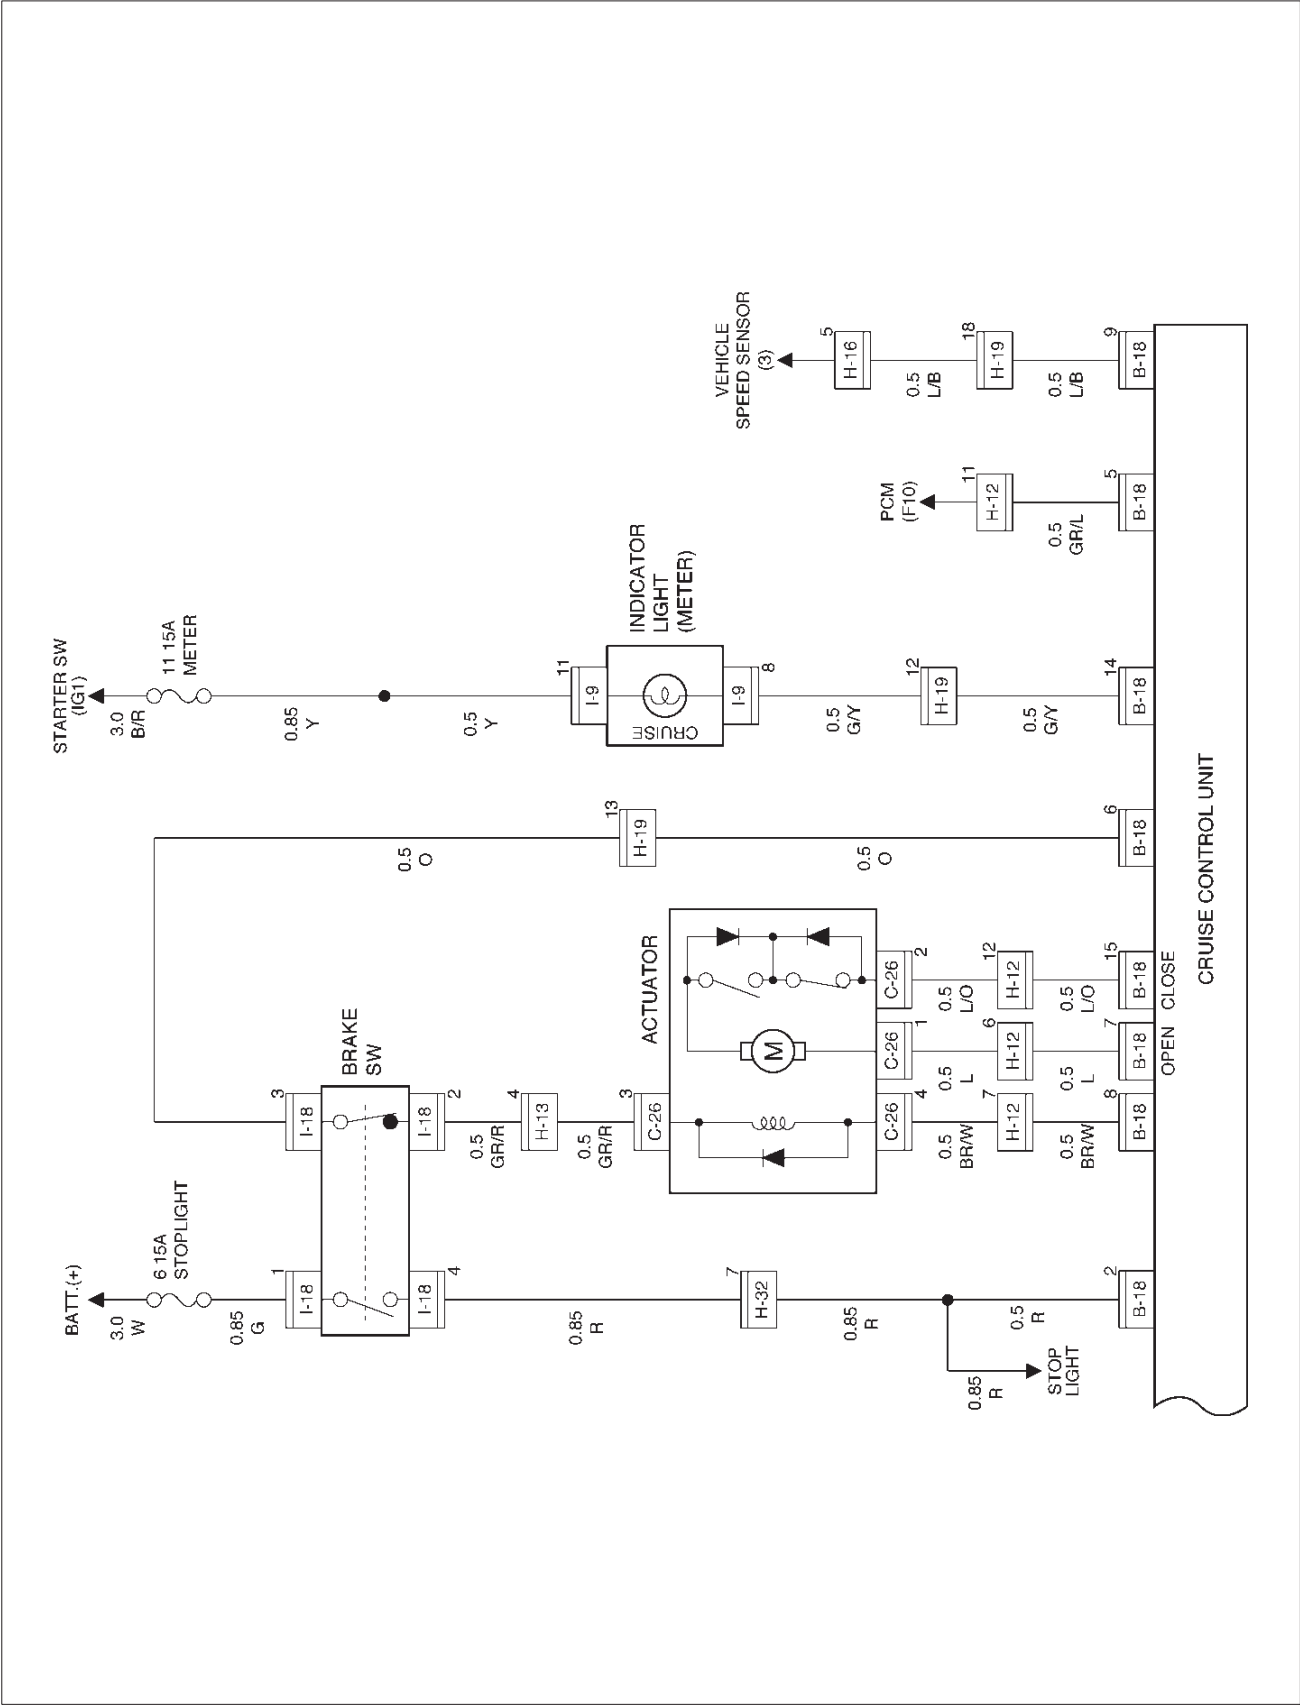 BATT.(+)
3.0
W
6 15A
STOPLIGHT
0.85
G
1
I-18
I-18
4
0.85
R
7
H-32
0.85
R
0.85
R
STOP
LIGHT
0.5
R
2
B-18
BRAKE
SW
3
I-18
I-18
2
0.5
GR/R
4
H-13
0.5
GR/R
3
C-26
ACTUATOR
M
C-26
4
0.5
BR/W
7
H-12
0.5
BR/W
8
B-18
C-26
1
0.5
L
6
H-12
0.5
L
7
B-18
OPEN
C-26
2
0.5
L/O
12
H-12
0.5
L/O
15
B-18
CLOSE
0.5
O
13
H-19
0.5
O
6
B-18
STARTER SW
(IG1)
3.0
B/R
11 15A
METER
0.85
Y
0.5
Y
11
I-9
CRUISE
INDICATOR
LIGHT
(METER)
I-9
8
0.5
G/Y
12
H-19
0.5
G/Y
14
B-18
PCM
(F10)
11
H-12
0.5
GR/L
5
B-18
VEHICLE
SPEED SENSOR
(3)
5
H-16
0.5
L/B
18
H-19
0.5
L/B
9
B-18
CRUISE CONTROL UNIT